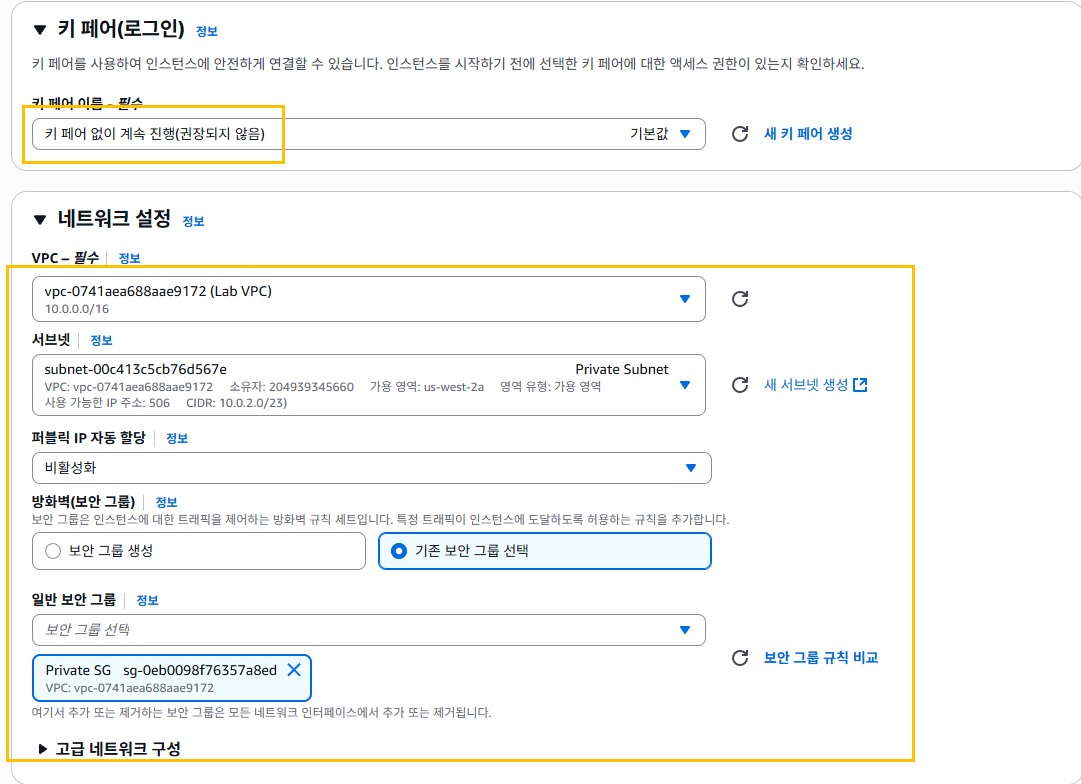 ▼ 키 페어(로그인) 정보
키 페어를 사용하여 인스턴스에 안전하게 연결할 수 있습니다. 인스턴스를 시작하기 전에 선택한 키 페어에 대한 액세스 권한이 있는지 확인하세요.
키 페어 이름 - 필수
키 페어 없이 계속 진행(권장되지 않음) 기본값 ▼ 새 키 페어 생성
▼ 네트워크 설정 정보
VPC – 필수 | 정보
vpc-0741aea688aae9172 (Lab VPC)
10.0.0.0/16
서브넷 | 정보
subnet-00c413c5cb76d567e Private Subnet
VPC: vpc-0741aea688aae9172 소유자: 204939345660 가용 영역: us-west-2a 영역 유형: 가용 영역
사용 가능한 IP 주소: 506 CIDR: 10.0.2.0/23)
새 서브넷 생성
퍼블릭 IP 자동 할당 | 정보
비활성화
방화벽(보안 그룹) | 정보
보안 그룹은 인스턴스에 대한 트래픽을 제어하는 방화벽 규칙 세트입니다. 특정 트래픽이 인스턴스에 도달하도록 허용하는 규칙을 추가합니다.
보안 그룹 생성 기존 보안 그룹 선택
일반 보안 그룹 | 정보
보안 그룹 선택
Private SG sg-0eb0098f76357a8ed
VPC: vpc-0741aea688aae9172
보안 그룹 규칙 비교
여기서 추가 또는 제거하는 보안 그룹은 모든 네트워크 인터페이스에서 추가 또는 제거됩니다.
▶ 고급 네트워크 구성